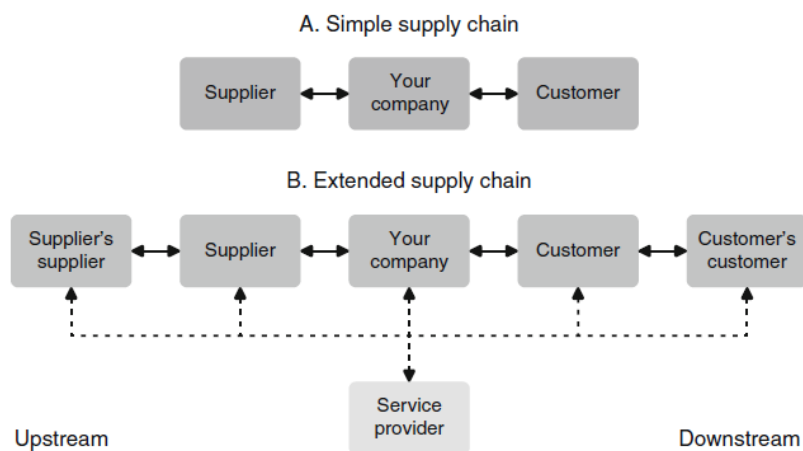 A. Simple supply chain
Supplier
Your
company
Customer
B. Extended supply chain
Supplier's
supplier
Supplier
Your
company
Customer
Customer's
customer
Service
provider
Upstream
Downstream